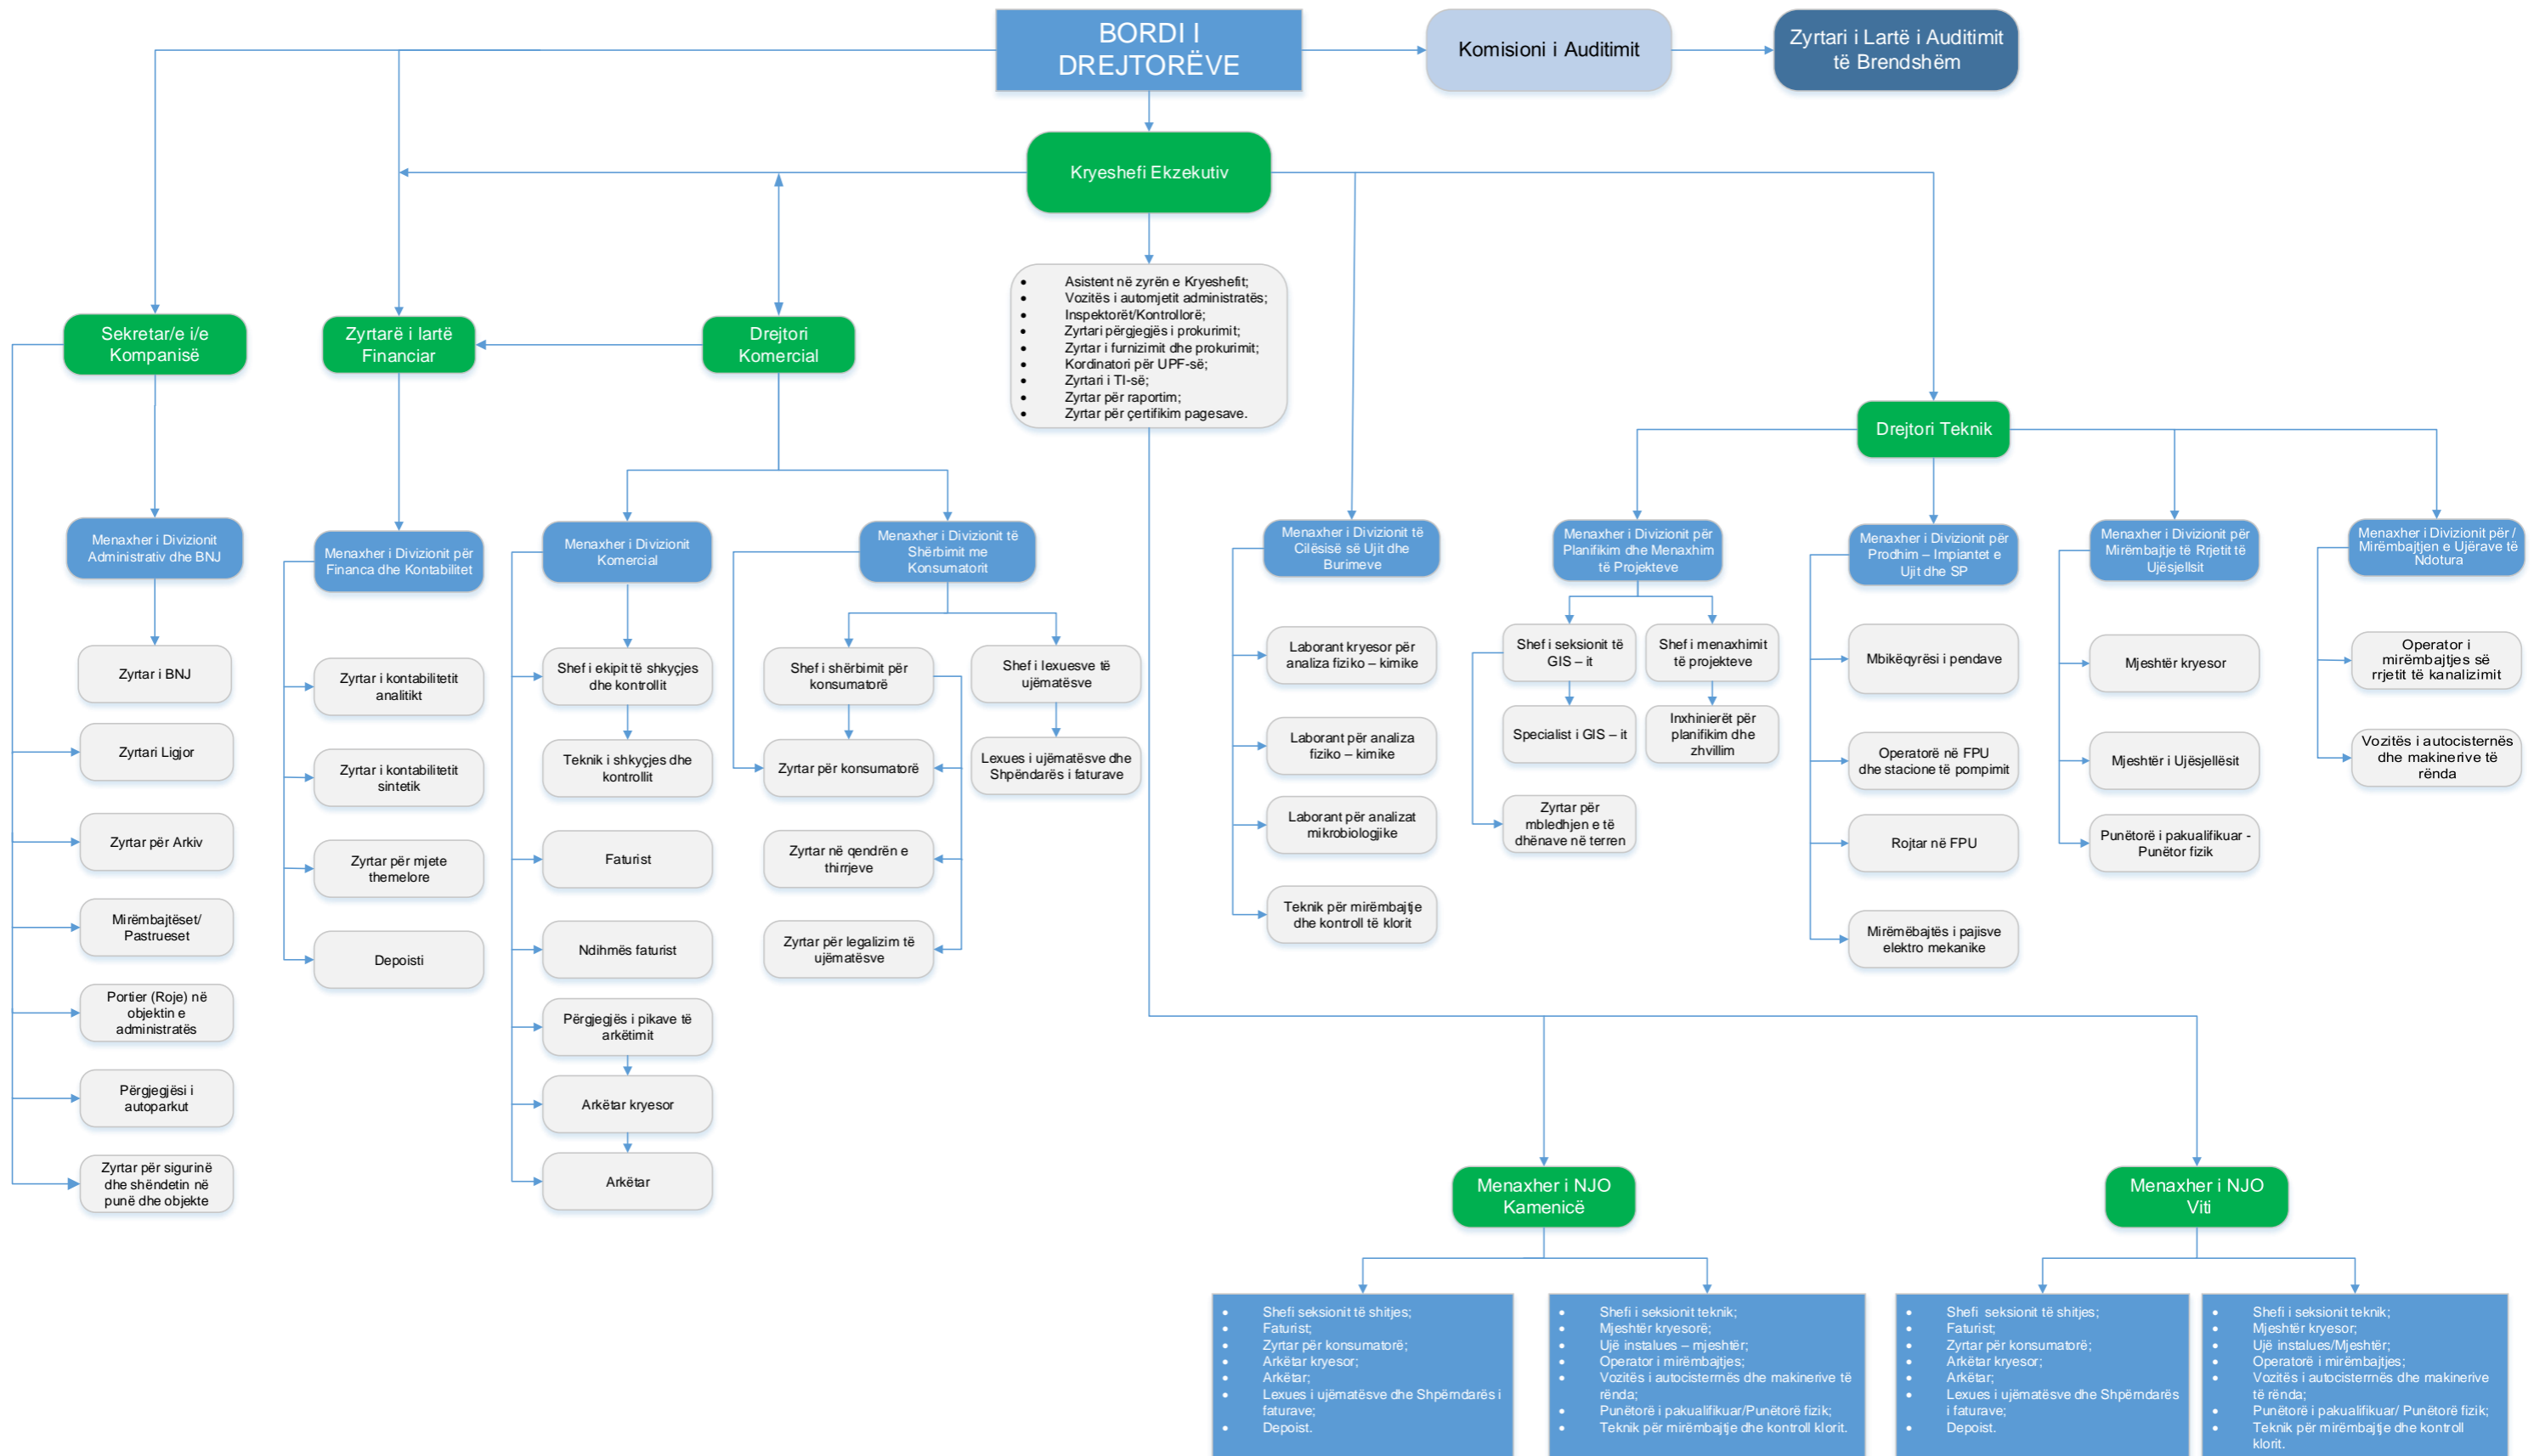 BORDI I
DREJTORËVE
Komisioni i Auditimit
Zyrtari i Lartë i Auditimit
të Brendshëm
Kryeshefi Ekzekutiv
• Asistent në zyrën e Kryeshefit;
• Vozitës i automjetit administratës;
• Inspektorët/Kontrollorë;
• Zyrtari përgjegjës i prokurimit;
• Zyrtar i furnizimit dhe prokurimit;
• Kordinatori për UPF-së;
• Zyrtari i TI-së;
• Zyrtar për raportim;
• Zyrtar për çertifikim pagesave.
Sekretar/e i/e
Kompanisë
Zyrtarë i lartë
Financiar
Drejtori
Komercial
Drejtori Teknik
Menaxher i Divizionit
Administrativ dhe BNJ
Zyrtar i BNJ
Zyrtari Ligjor
Zyrtar për Arkiv
Mirëmbajtëset/
Pastrueset
Portier (Roje) në
objektin e
administratës
Përgjegjësi i
autoparkut
Zyrtar për sigurinë
dhe shëndetin në
punë dhe objekte
Menaxher i Divizionit për
Financa dhe Kontabilitet
Zyrtar i kontabilitetit
analitikt
Zyrtar i kontabilitetit
sintetik
Zyrtar për mjete
themelore
Depoisti
Menaxher i Divizionit
Komercial
Shef i ekipit të shkyçjes
dhe kontrollit
Teknik i shkyçjes dhe
kontrollit
Faturist
Ndihmës faturist
Përgjegjës i pikave të
arkëtimit
Arkëtar kryesor
Arkëtar
Menaxher i Divizionit të
Shërbimit me
Konsumatorit
Shef i shërbimit për
konsumatorë
Zyrtar për konsumatorë
Zyrtar në qendrën e
thirrjeve
Zyrtar për legalizim të
ujëmatësve
Shef i lexuesve të
ujëmatësve
Lexues i ujëmatësve dhe
Shpëndarës i faturave
Menaxher i Divizionit të
Cilësisë së Ujit dhe
Burimeve
Laborant kryesor për
analiza fiziko – kimike
Laborant për analiza
fiziko – kimike
Laborant për analizat
mikrobiologjike
Teknik për mirëmbajtje
dhe kontroll të klorit
Menaxher i Divizionit për
Planifikim dhe Menaxhim
të Projekteve
Shef i seksionit të
GIS – it
Specialist i GIS – it
Zyrtar për
mbledhjen e të
dhënave në terren
Shef i menaxhimit
të projekteve
Inxhinierët për
planifikim dhe
zhvillim
Menaxher i Divizionit për
Prodhim – Impiantet e
Ujit dhe SP
Mbikëqyrësi i pendave
Operatorë në FPU
dhe stacione të pompimit
Rojtar në FPU
Mirëmëbajtës i pajisve
elektro mekanike
Menaxher i Divizionit për
Mirëmbajtje të Rrjetit të
Ujësjellsit
Mjeshtër kryesor
Mjeshtër i Ujësjellësit
Punëtorë i pakualifikuar -
Punëtor fizik
Menaxher i Divizionit për /
Mirëmbajtjen e Ujërave të
Ndotura
Operator i
mirëmbajtjes së
rrjetit të kanalizimit
Vozitës i autocisternës
dhe makinerive të
rënda
Menaxher i NJO
Kamenicë
• Shefi seksionit të shitjes;
• Faturist;
• Zyrtar për konsumatorë;
• Arkëtar kryesor;
• Arkëtar;
• Lexues i ujëmatësve dhe Shpërndarës i
faturave;
• Depoist.
• Shefi i seksionit teknik;
• Mjeshtër kryesorë;
• Ujë instalues – mjeshtër;
• Operator i mirëmbajtjes;
• Vozitës i autocisterrnës dhe makinerive të
rënda;
• Punëtorë i pakualifikuar/Punëtorë fizik;
• Teknik për mirëmbajtje dhe kontroll klorit.
Menaxher i NJO
Viti
• Shefi seksionit të shitjes;
• Faturist;
• Zyrtar për konsumatorë;
• Arkëtar kryesor;
• Arkëtar;
• Lexues i ujëmatësve dhe Shpërndarës
i faturave;
• Depoist.
• Shefi i seksionit teknik;
• Mjeshtër kryesor;
• Ujë instalues/Mjeshtër;
• Operatorë i mirëmbajtjes;
• Vozitës i autocisterrnës dhe makinerive
të rënda;
• Punëtorë i pakualifikuar/ Punëtorë fizik;
• Teknik për mirëmbajtje dhe kontroll
klorit.